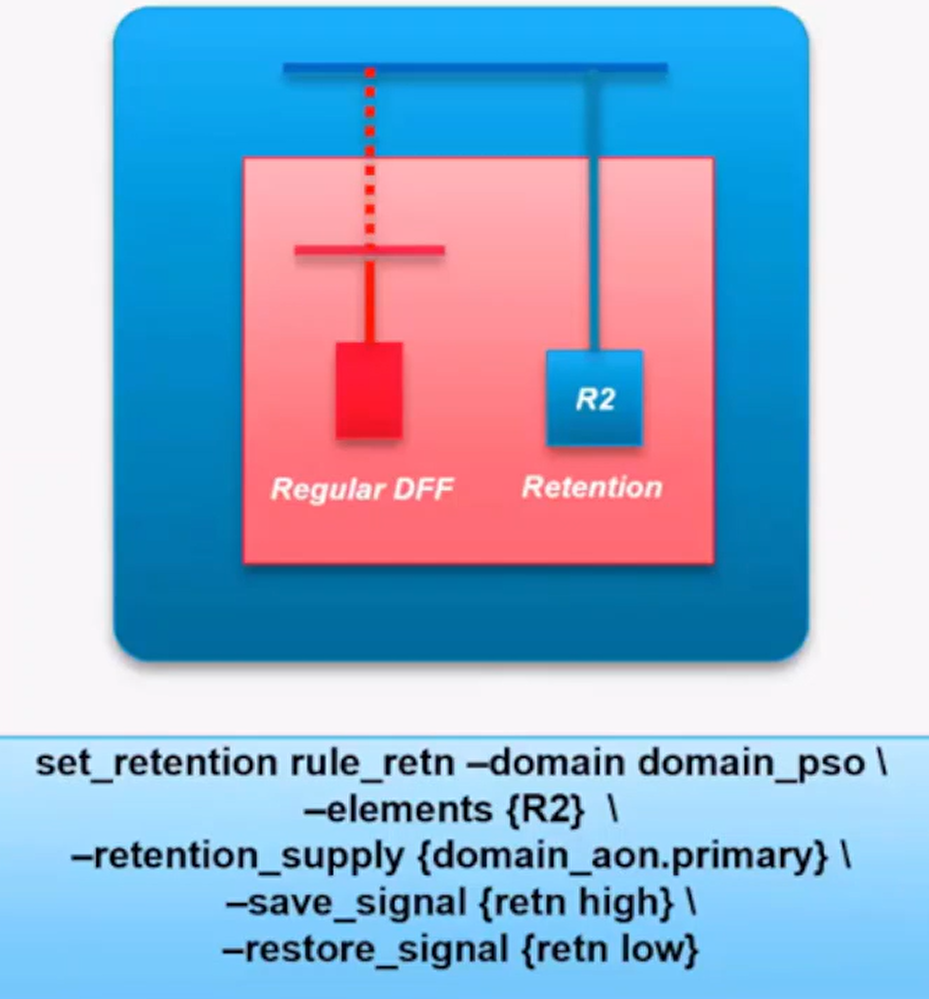 R2
Regular DFF
Retention
set_retention rule_retn –domain domain_pso \
–elements {R2} \
–retention_supply {domain_aon.primary} \
–save_signal {retn high} \
–restore_signal {retn low}